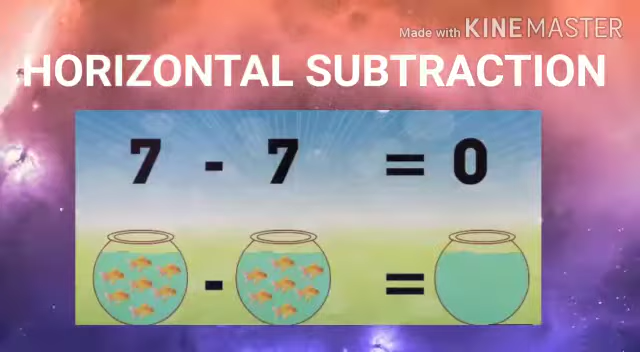 Made with KINEMASTER
HORIZONTAL SUBTRACTION
7 - 7 = 0
- =